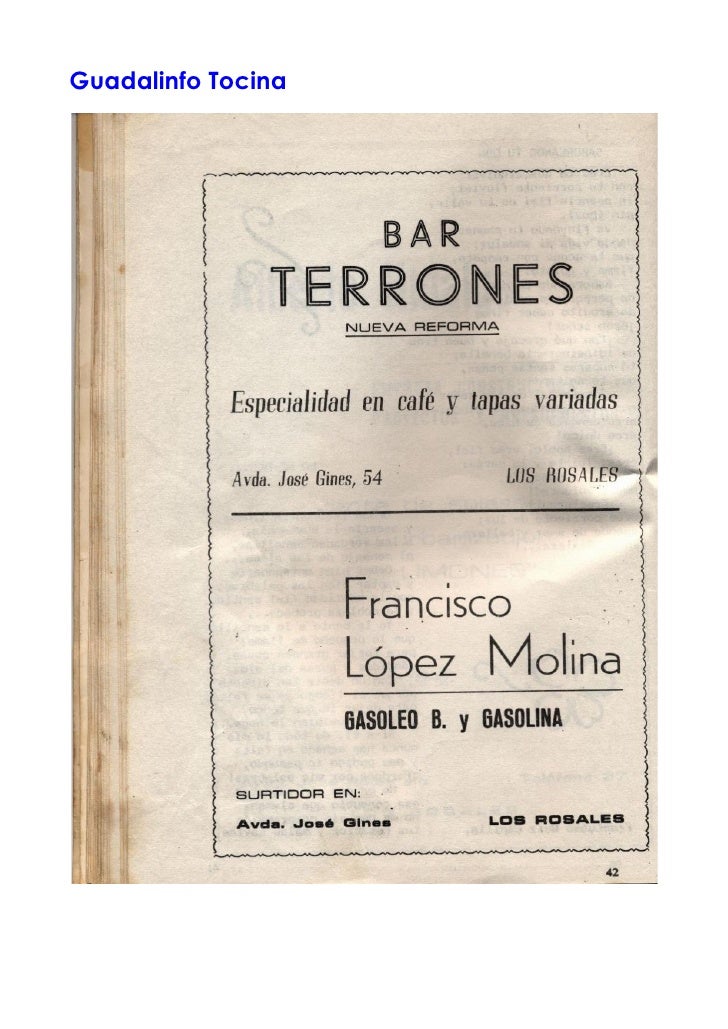 Guadalinfo Tocina
BAR
TERRONES
NUEVA REFORMA
Especialidad en café y tapas variadas
Avda. José Gines, 54 LOS ROSALES
Francisco
López Molina
GASOLEO B. y GASOLINA
SURTIDOR EN:
Avda. José Gines LOS ROSALES
42